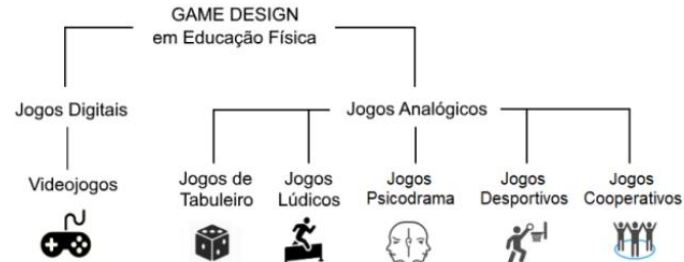 GAME DESIGN
em Educação Física
Jogos Digitais
Jogos Analógicos
Videojogos
Jogos de
Tabuleiro
Jogos
Lúdicos
Jogos
Psicodrama
Jogos
Desportivos
Jogos
Cooperativos